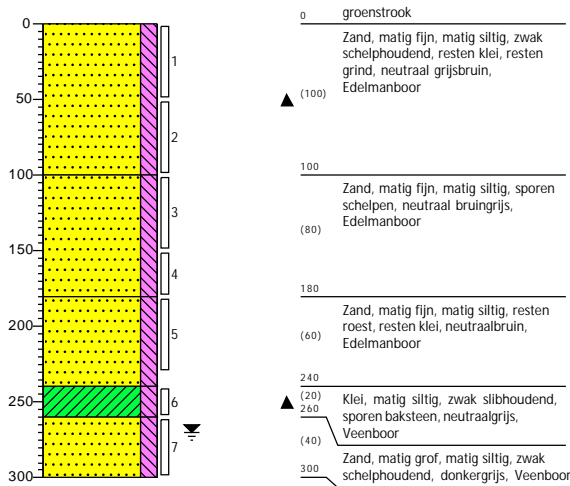 0
50
100
150
200
250
300
1
2
3
4
5
6
7
0
groenstrook
Zand, matig fijn, matig siltig, zwak
schelphoudend, resten klei, resten
grind, neutraal grijsbruin,
Edelmanboor
(100)
100
Zand, matig fijn, matig siltig, sporen
schelpen, neutraal bruingrijs,
Edelmanboor
(80)
180
Zand, matig fijn, matig siltig, resten
roest, resten klei, neutraalbruin,
Edelmanboor
(60)
240
(20)
260
Klei, matig siltig, zwak slibhoudend,
sporen baksteen, neutraalgrijs,
Veenboor
(40)
300
Zand, matig grof, matig siltig, zwak
schelphoudend, donkergrijs, Veenboor